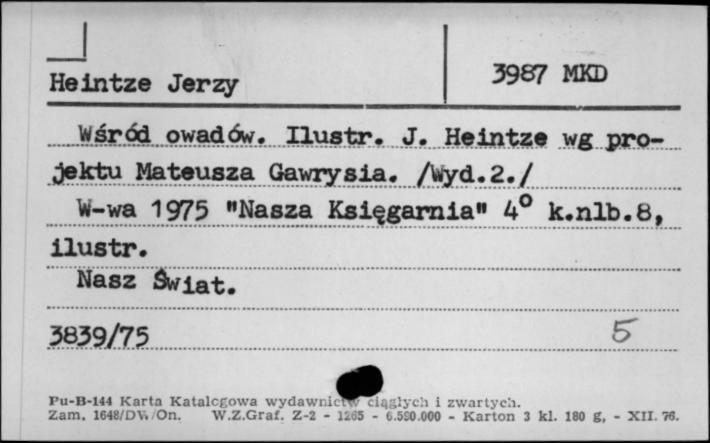 Heintze Jerzy
3987 MKD
Wśród owadów. Ilustr. J. Heintze wg pro-
jektu Mateusza Gawrysia. /Wyd.2./
W-wa 1975 "Nasza Księgarnia" 4° k.nlb.8,
ilustr.
Nasz Świat.
3839/75
5
Pu-B-144 Karta Katalogowa wydawnictw ciągłych i zwartych.
Zam. 1648/DW/On. W.Z.Graf. Z-2 - 1265 - 6.590.000 - Karton 3 kl. 180 g, - XII. 76.